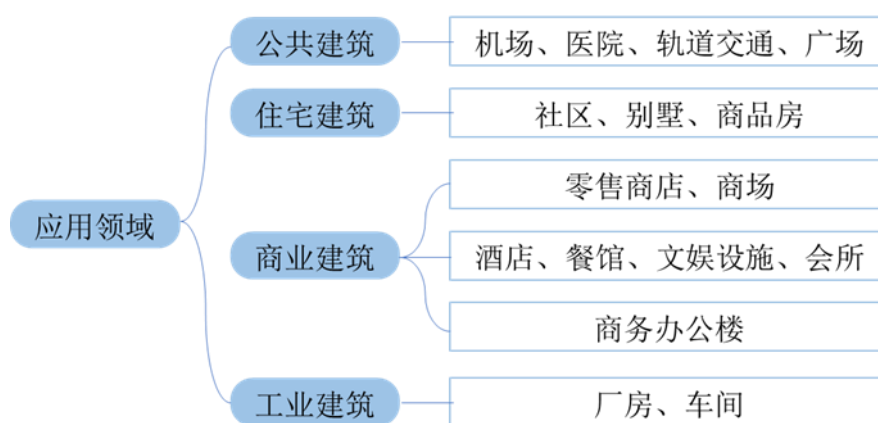 应用领域
公共建筑
机场、医院、轨道交通、广场
住宅建筑
社区、别墅、商品房
商业建筑
零售商店、商场
酒店、餐馆、文娱设施、会所
商务办公楼
工业建筑
厂房、车间